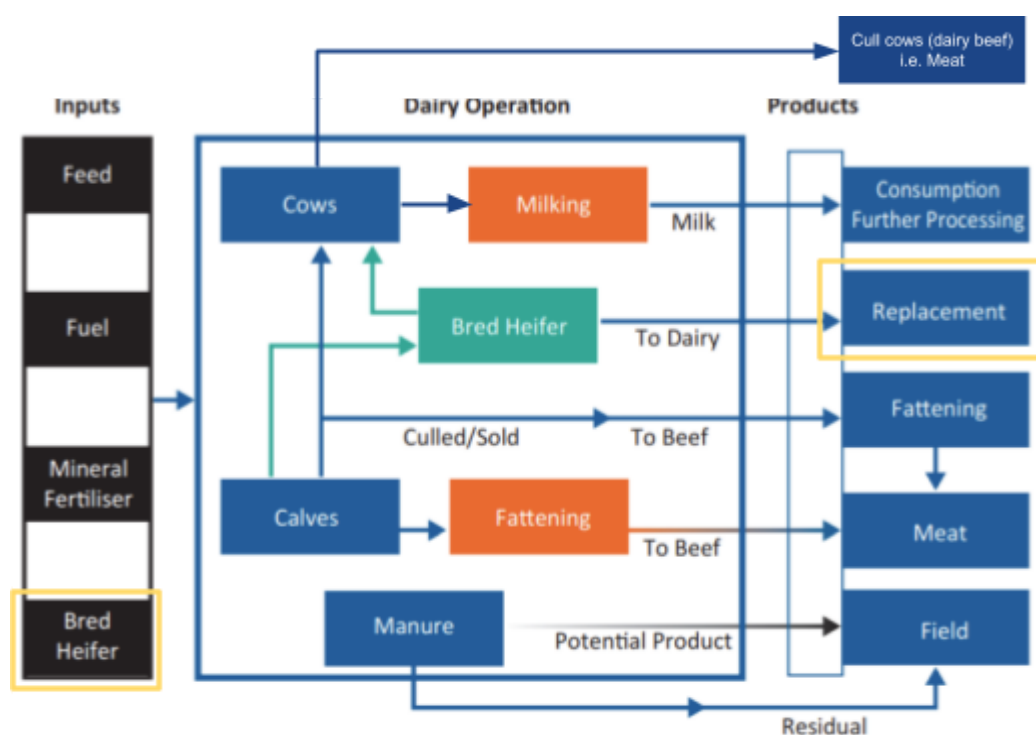 Cull cows (dairy beef)
i.e. Meat
Inputs
Dairy Operation
Products
Feed
Fuel
Mineral
Fertiliser
Bred
Heifer
Cows
Milking
Milk
Bred Heifer
To Dairy
Culled/Sold
To Beef
Calves
Fattening
To Beef
Manure
Potential Product
Residual
Consumption
Further Processing
Replacement
Fattening
Meat
Field